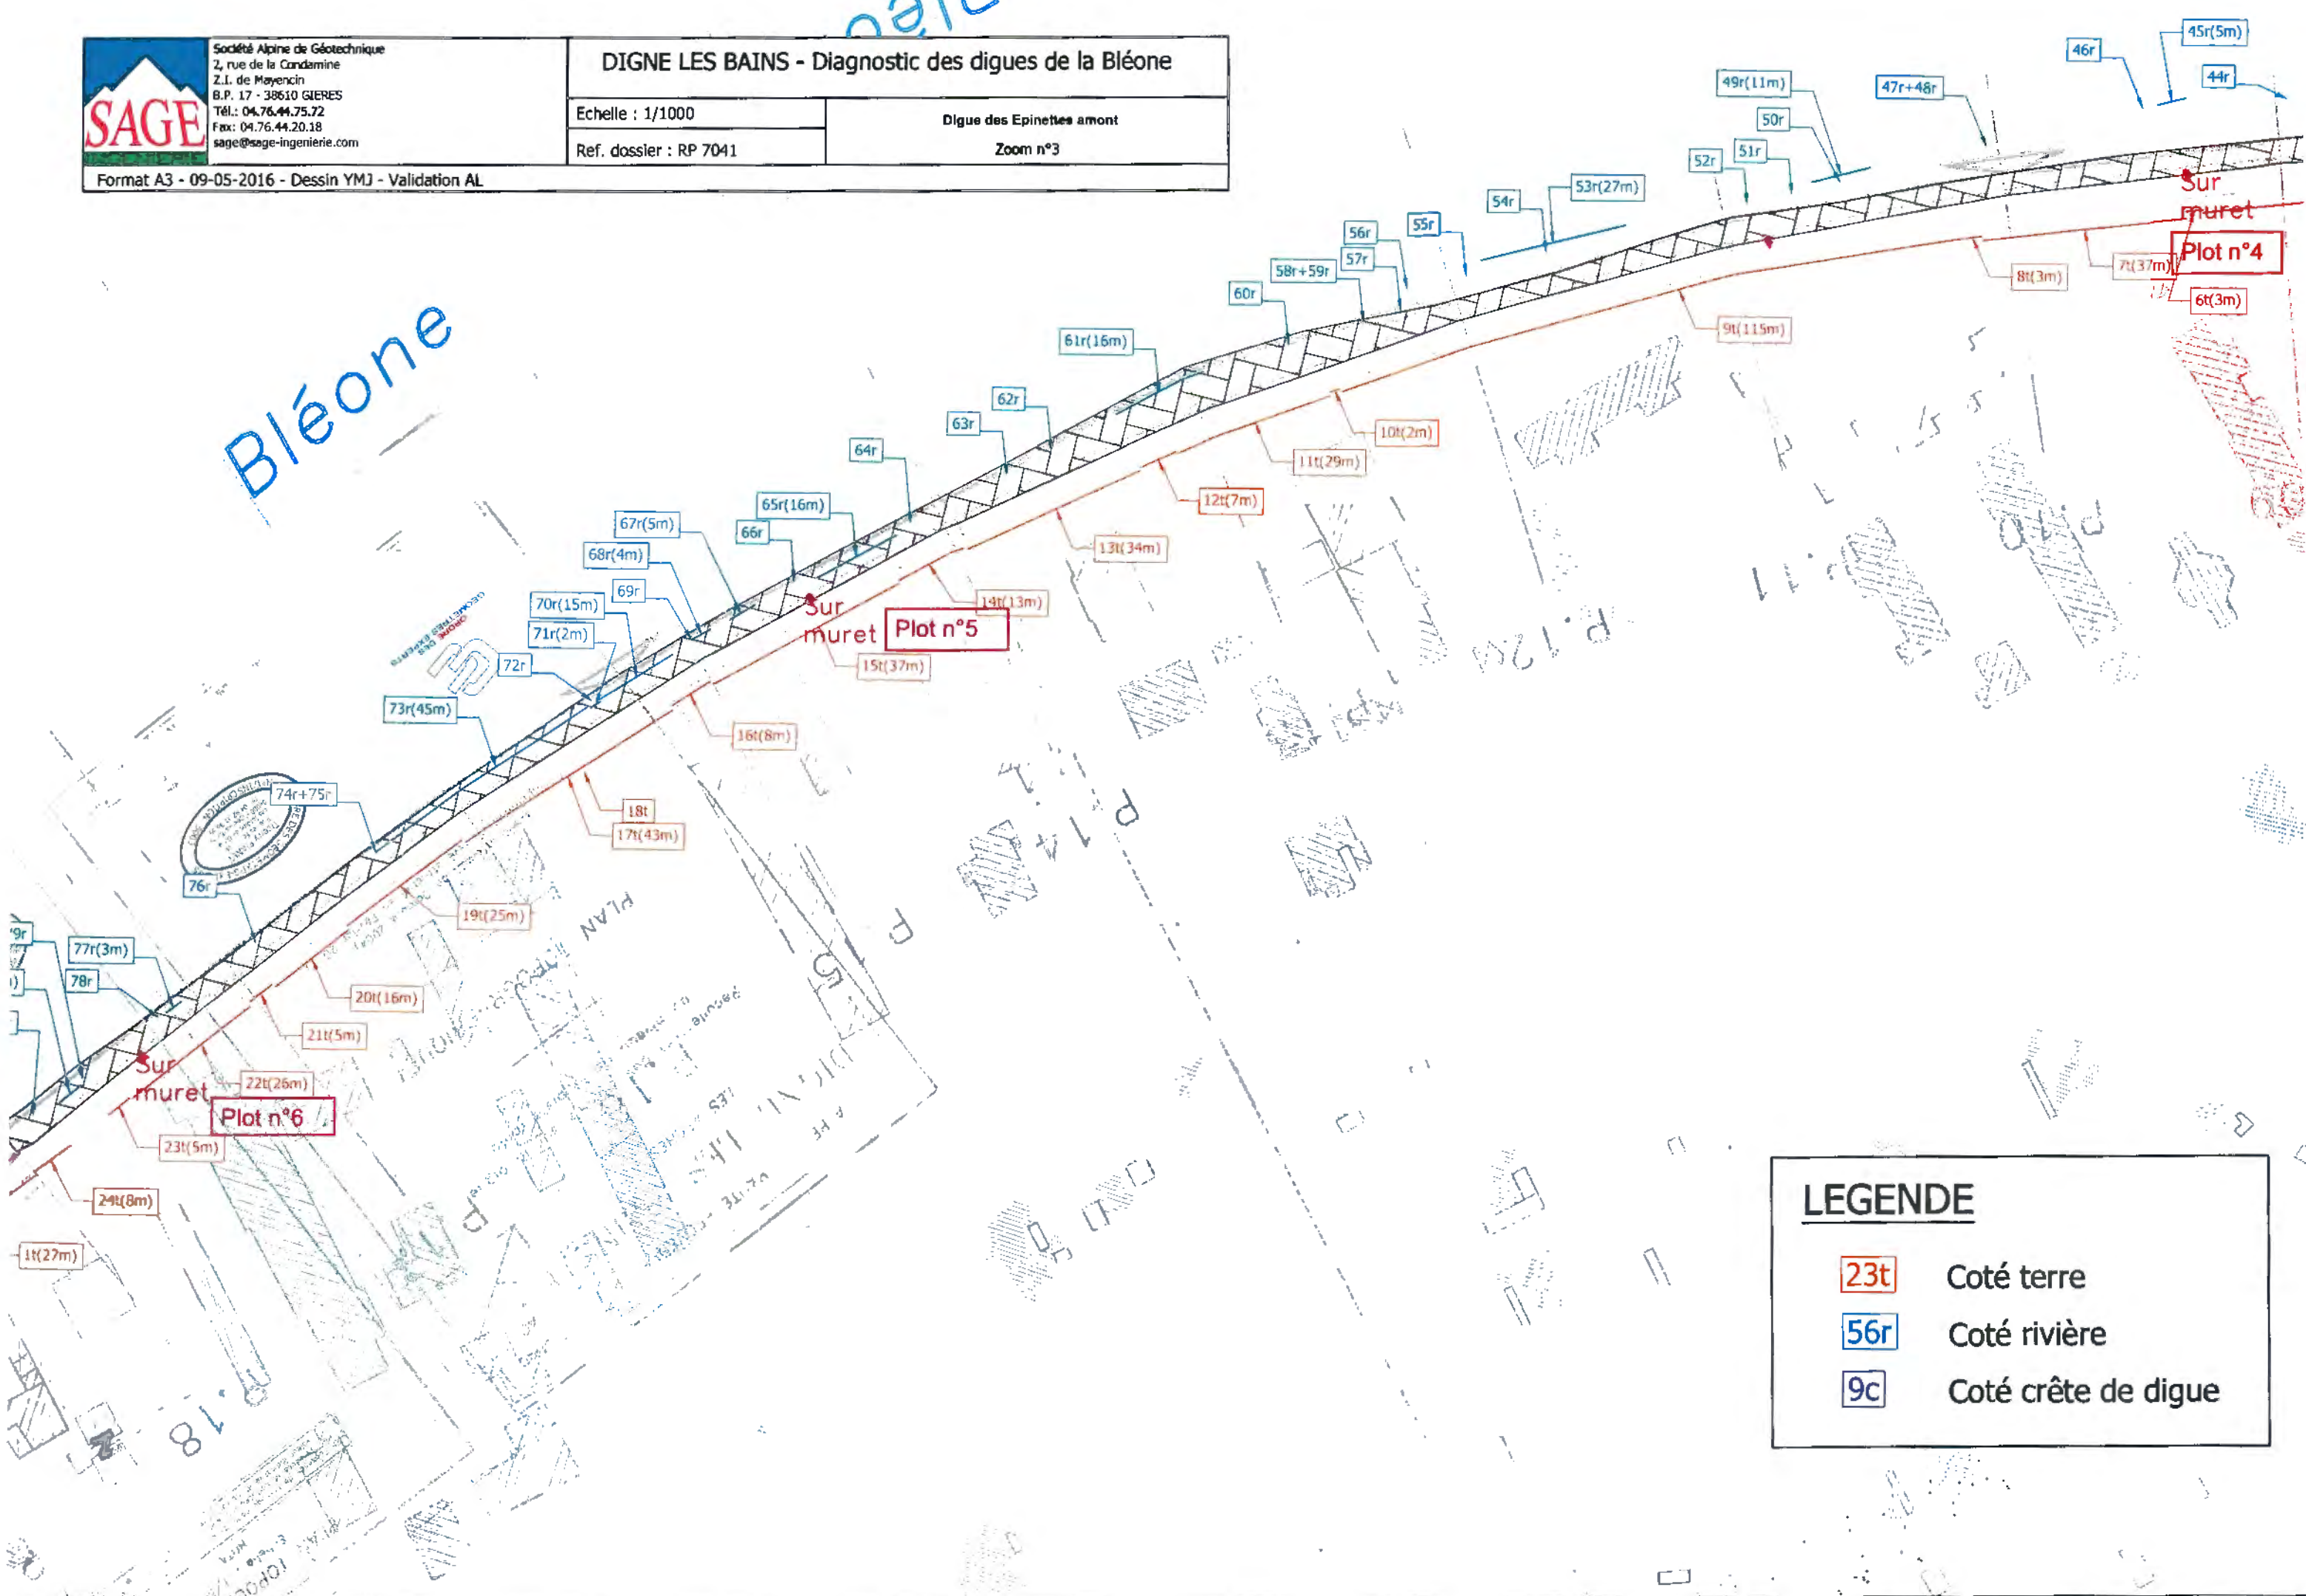 Société Alpine de Géotechnique
2, rue de la Condamine
Z.I. de Mayencin
B.P. 17 - 38610 GIERES
Tél.: 04.76.44.75.72
Fax: 04.76.44.20.18
sage@sage-ingenierie.com
SAGE
DIGNE LES BAINS - Diagnostic des digues de la Bléone
Echelle : 1/1000
Digue des Epinettes amont
Ref. dossier : RP 7041
Zoom n°3
Format A3 - 09-05-2016 - Dessin YMJ - Validation AL
45r(5m)
46r
44r
49r(11m)
47r+48r
50r
51r
52r
53r(27m)
54r
55r
56r
57r
58r+59r
60r
61r(16m)
62r
63r
64r
65r(16m)
66r
67r(5m)
68r(4m)
69r
70r(15m)
71r(2m)
72r
73r(45m)
74r+75r
76r
77r(3m)
78r
9r
Bléone
Sur
muret
Plot n°4
7t(37m)
8t(3m)
6t(3m)
9t(115m)
10t(2m)
11t(29m)
12t(7m)
13t(34m)
14t(13m)
Sur
muret
Plot n°5
15t(37m)
16t(8m)
18t
17t(43m)
19t(25m)
20t(16m)
21t(5m)
Sur
muret
22t(26m)
Plot n°6
23t(5m)
24t(8m)
1t(27m)
ORDRE DES
GEOMETRES EXPERTS
PLAN
LEGENDE
23t Coté terre
56r Coté rivière
9c Coté crête de digue